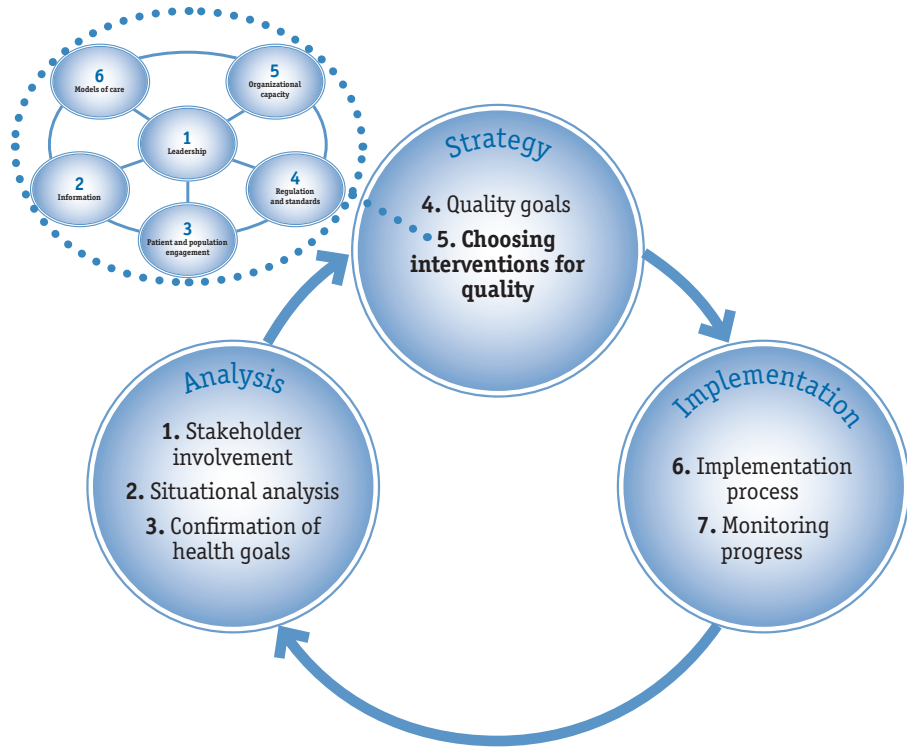 6
Models of care
5
Organizational
capacity
1
Leadership
2
Information
4
Regulation
and standards
3
Patient and population
engagement
Strategy
4. Quality goals
5. Choosing
interventions for
quality
Analysis
1. Stakeholder
involvement
2. Situational analysis
3. Confirmation of
health goals
Implementation
6. Implementation
process
7. Monitoring
progress